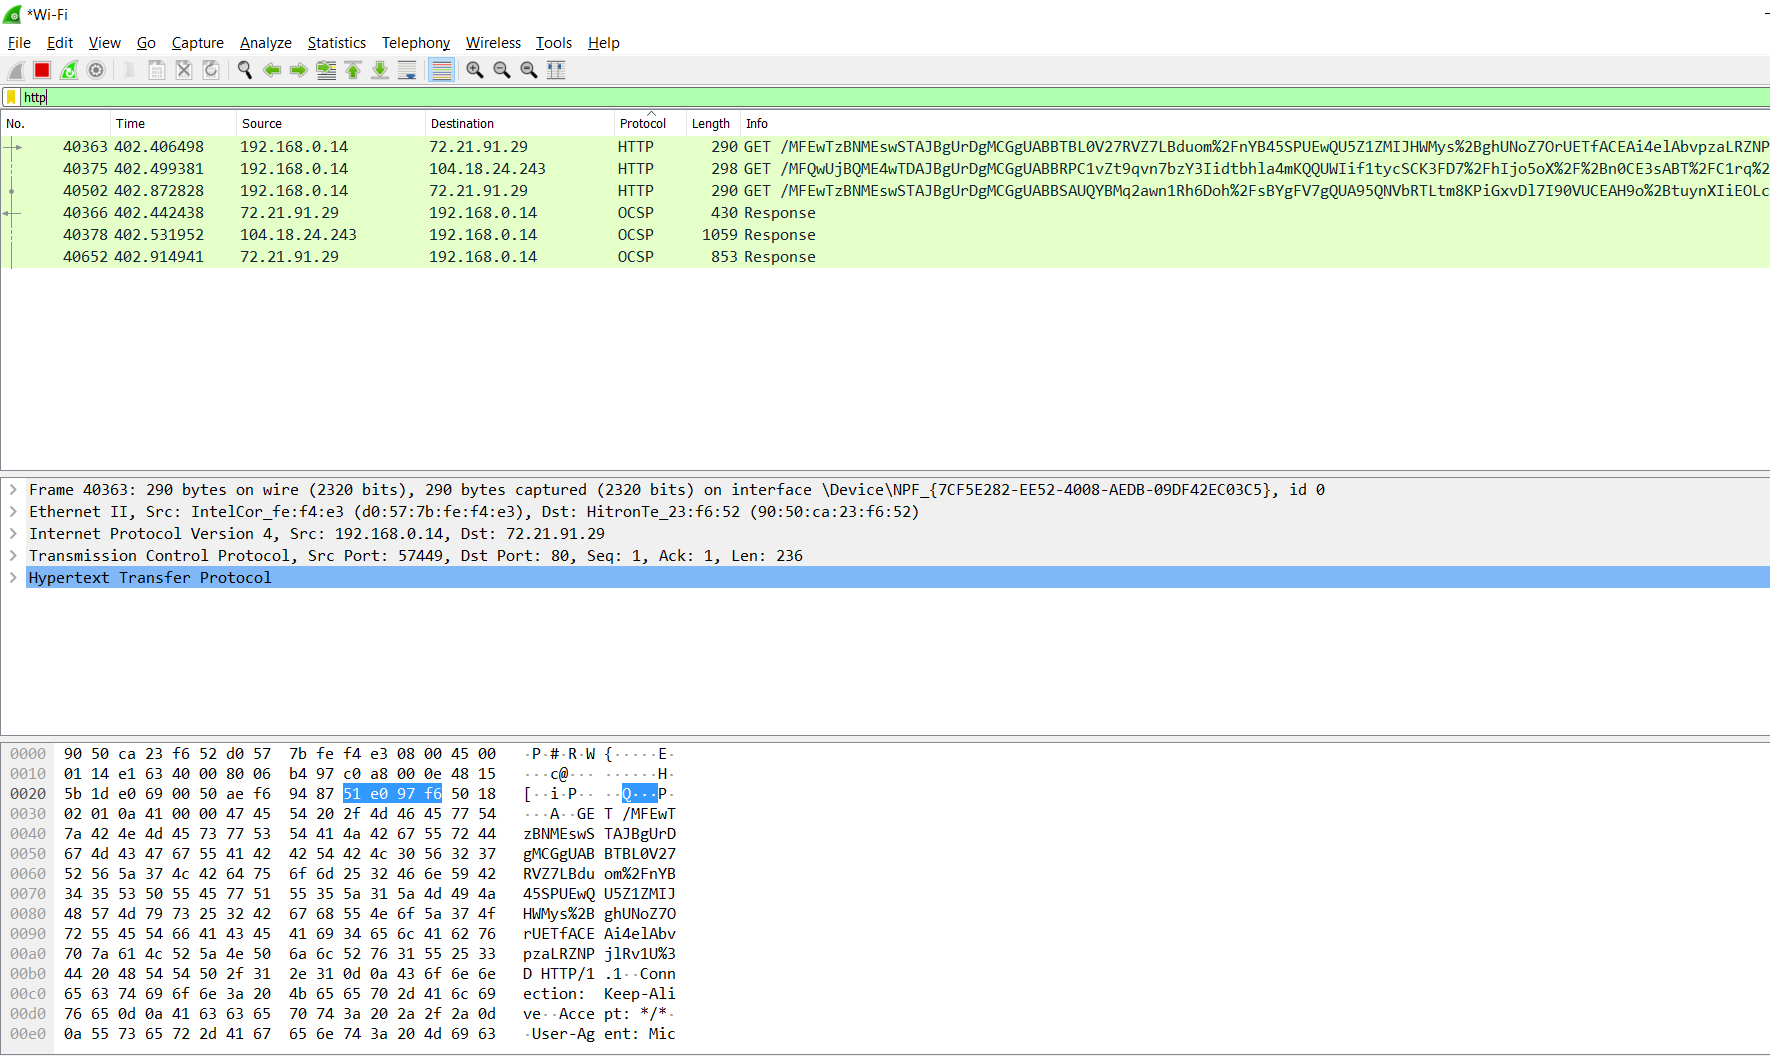 *Wi-Fi
File Edit View Go Capture Analyze Statistics Telephony Wireless Tools Help
http
No. Time Source Destination Protocol Length Info
40363 402.406498 192.168.0.14 72.21.91.29 HTTP 290 GET /MFEwTzBNMEswSTAJBgUrDgMCGgUABBTBL0V27RVZ7LBduom%2FnYB45SPUEwQU5Z1ZMIJHWMys%2BghUNoZ7OrUETfACEAi4elAbvpzaLRZNP
40375 402.499381 192.168.0.14 104.18.24.243 HTTP 298 GET /MFQwUjBQME4wTDAJBgUrDgMCGgUABBRPC1vZt9qvn7bzY3Iidtbhla4mKQQUWIif1tycSCK3FD7%2FhIjo5oX%2F%2Bn0CE3sABT%2FC1rq%2
40502 402.872828 192.168.0.14 72.21.91.29 HTTP 290 GET /MFEwTzBNMEswSTAJBgUrDgMCGgUABBSAUQYBMq2awn1Rh6Doh%2FsBYgFV7gQUA95QNVbRTLtm8KPiGxvDl7I90VUCEAH9o%2BtuynXIiEOLc
40366 402.442438 72.21.91.29 192.168.0.14 OCSP 430 Response
40378 402.531952 104.18.24.243 192.168.0.14 OCSP 1059 Response
40652 402.914941 72.21.91.29 192.168.0.14 OCSP 853 Response
Frame 40363: 290 bytes on wire (2320 bits), 290 bytes captured (2320 bits) on interface \Device\NPF_{7CF5E282-EE52-4008-AEDB-09DF42EC03C5}, id 0
Ethernet II, Src: IntelCor_fe:f4:e3 (d0:57:7b:fe:f4:e3), Dst: HitronTe_23:f6:52 (90:50:ca:23:f6:52)
Internet Protocol Version 4, Src: 192.168.0.14, Dst: 72.21.91.29
Transmission Control Protocol, Src Port: 57449, Dst Port: 80, Seq: 1, Ack: 1, Len: 236
Hypertext Transfer Protocol
0000 90 50 ca 23 f6 52 d0 57 7b fe f4 e3 08 00 45 00 ·P·#·R·W {·····E·
0010 01 14 e1 63 40 00 80 06 b4 97 c0 a8 00 0e 48 15 ···c@··· ······H·
0020 5b 1d e0 69 00 50 ae f6 94 87 51 e0 97 f6 50 18 [··i·P·· ··Q···P·
0030 02 01 0a 41 00 00 47 45 54 20 2f 4d 46 45 77 54 ···A··GE T /MFEwT
0040 7a 42 4e 4d 45 73 77 53 54 41 4a 42 67 55 72 44 zBNMEswS TAJBgUrD
0050 67 4d 43 47 67 55 41 42 42 54 42 4c 30 56 32 37 gMCGgUAB BTBL0V27
0060 52 56 5a 37 4c 42 64 75 6f 6d 25 32 46 6e 59 42 RVZ7LBdu om%2FnYB
0070 34 35 53 50 55 45 77 51 55 35 5a 31 5a 4d 49 4a 45SPUEwQ U5Z1ZMIJ
0080 48 57 4d 79 73 25 32 42 67 68 55 4e 6f 5a 37 4f HWMys%2B ghUNoZ7O
0090 72 55 45 54 66 41 43 45 41 69 34 65 6c 41 62 76 rUETfACE Ai4elAbv
00a0 70 7a 61 4c 52 5a 4e 50 6a 6c 52 76 31 55 25 33 pzaLRZNP jlRv1U%3
00b0 44 20 48 54 54 50 2f 31 2e 31 0d 0a 43 6f 6e 6e D HTTP/1 .1··Conn
00c0 65 63 74 69 6f 6e 3a 20 4b 65 65 70 2d 41 6c 69 ection: Keep-Ali
00d0 76 65 0d 0a 41 63 63 65 70 74 3a 20 2a 2f 2a 0d ve··Acce pt: */*·
00e0 0a 55 73 65 72 2d 41 67 65 6e 74 3a 20 4d 69 63 ·User-Ag ent: Mic